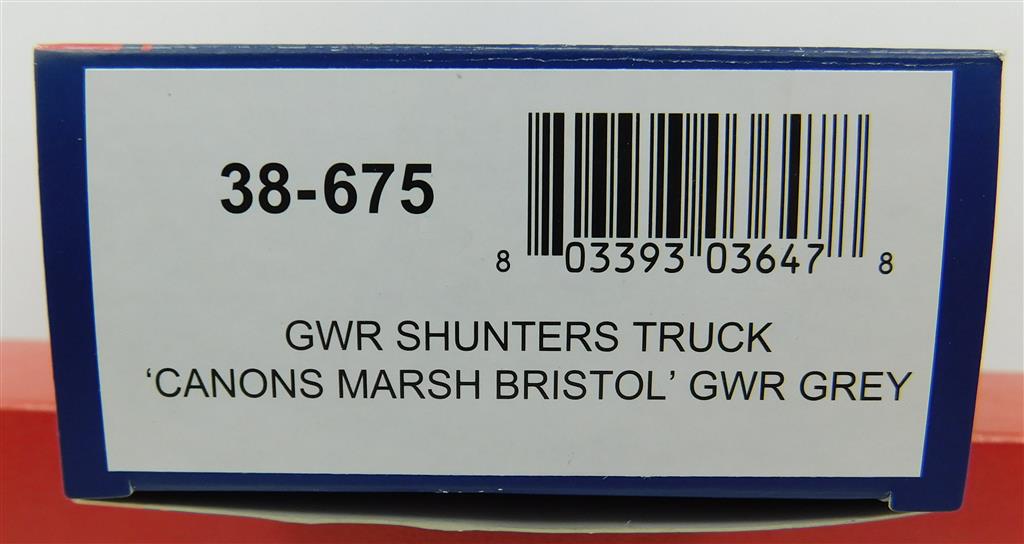 38-675
8 03393 03647 8
GWR SHUNTERS TRUCK
‘CANONS MARSH BRISTOL’ GWR GREY